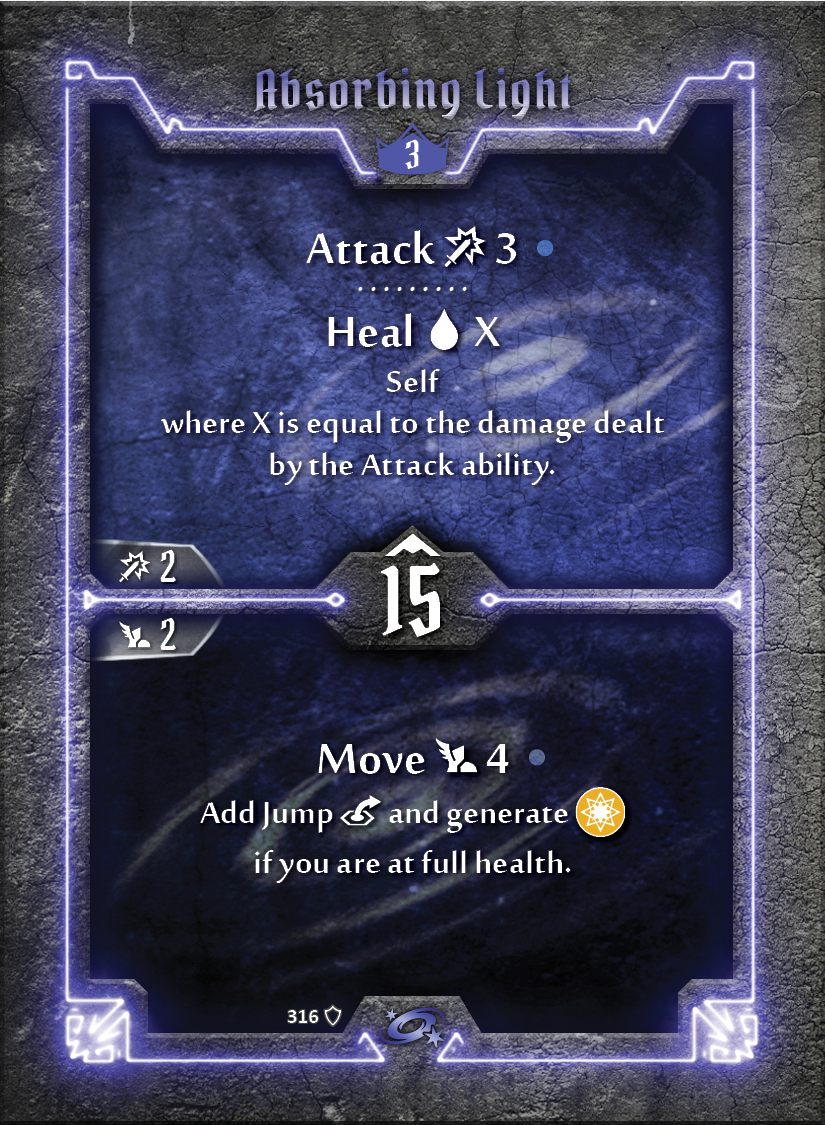 Absorbing Light
3
Attack 3
Heal X
Self
where X is equal to the damage dealt
by the Attack ability.
2
15
2
Move 4
Add Jump and generate
if you are at full health.
316